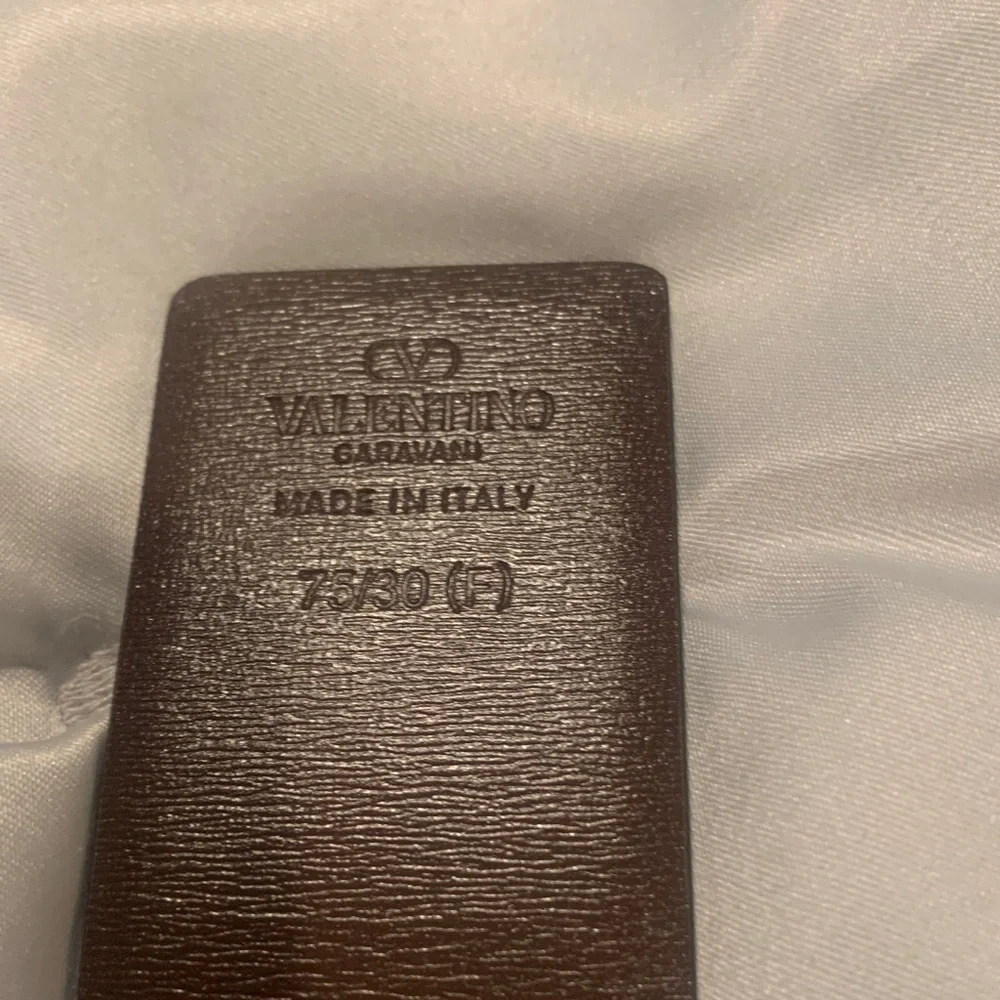 VALENTINO
GARAVANI
MADE IN ITALY
75/30 (F)